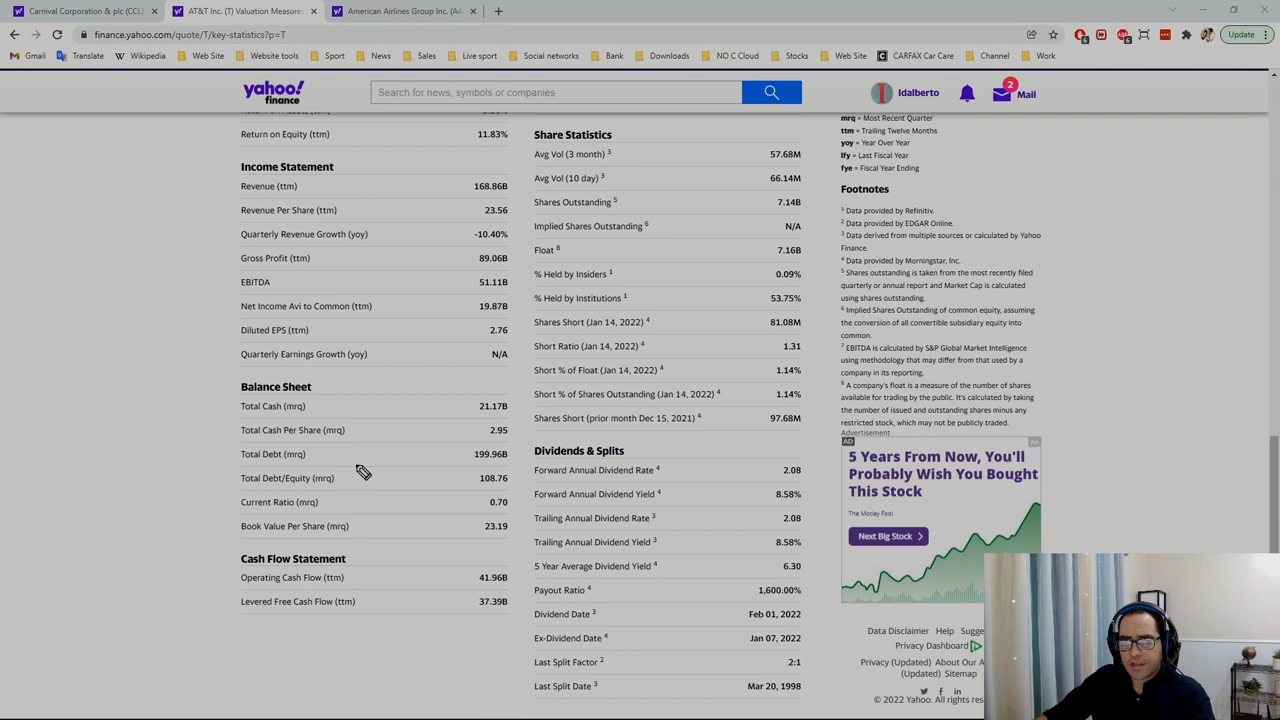 Carnival Corporation & plc (CCL)
AT&T Inc. (T) Valuation Measure
American Airlines Group Inc. (AA
finance.yahoo.com/quote/T/key-statistics?p=T
Update
Gmail
Translate
Wikipedia
Web Site
Website tools
Sport
News
Sales
Live sport
Social networks
Bank
Downloads
NO C Cloud
Stocks
Web Site
CARFAX Car Care
Channel
Work
yahoo!
finance
Search for news, symbols or companies
Idalberto
2
Mail
Return on Equity (ttm) 11.83%
Income Statement
Revenue (ttm) 168.86B
Revenue Per Share (ttm) 23.56
Quarterly Revenue Growth (yoy) -10.40%
Gross Profit (ttm) 89.06B
EBITDA 51.11B
Net Income Avi to Common (ttm) 19.87B
Diluted EPS (ttm) 2.76
Quarterly Earnings Growth (yoy) N/A
Balance Sheet
Total Cash (mrq) 21.17B
Total Cash Per Share (mrq) 2.95
Total Debt (mrq) 199.96B
Total Debt/Equity (mrq) 108.76
Current Ratio (mrq) 0.70
Book Value Per Share (mrq) 23.19
Cash Flow Statement
Operating Cash Flow (ttm) 41.96B
Levered Free Cash Flow (ttm) 37.39B
Share Statistics
Avg Vol (3 month) 3 57.68M
Avg Vol (10 day) 3 66.14M
Shares Outstanding 5 7.14B
Implied Shares Outstanding 6 N/A
Float 8 7.16B
% Held by Insiders 1 0.09%
% Held by Institutions 1 53.75%
Shares Short (Jan 14, 2022) 4 81.08M
Short Ratio (Jan 14, 2022) 4 1.31
Short % of Float (Jan 14, 2022) 4 1.14%
Short % of Shares Outstanding (Jan 14, 2022) 4 1.14%
Shares Short (prior month Dec 15, 2021) 4 97.68M
Dividends & Splits
Forward Annual Dividend Rate 4 2.08
Forward Annual Dividend Yield 4 8.58%
Trailing Annual Dividend Rate 3 2.08
Trailing Annual Dividend Yield 3 8.58%
5 Year Average Dividend Yield 4 6.30
Payout Ratio 4 1,600.00%
Dividend Date 3 Feb 01, 2022
Ex-Dividend Date 4 Jan 07, 2022
Last Split Factor 2 2:1
Last Split Date 3 Mar 20, 1998
mrq = Most Recent Quarter
ttm = Trailing Twelve Months
yoy = Year Over Year
lfy = Last Fiscal Year
fye = Fiscal Year Ending
Footnotes
1 Data provided by Refinitiv.
2 Data provided by EDGAR Online.
3 Data derived from multiple sources or calculated by Yahoo
Finance.
4 Data provided by Morningstar, Inc.
5 Shares outstanding is taken from the most recently filed
quarterly or annual report and Market Cap is calculated
using shares outstanding.
6 Implied Shares Outstanding of common equity, assuming
the conversion of all convertible subsidiary equity into
common.
7 EBITDA is calculated by S&P Global Market Intelligence
using methodology that may differ from that used by a
company in its reporting.
8 A company's float is a measure of the number of shares
available for trading by the public. It's calculated by taking
the number of issued and outstanding shares minus any
restricted stock, which may not be publicly traded.
Advertisement
AD
Ad
5 Years From Now, You'll
Probably Wish You Bought
This Stock
The Motley Fool
Next Big Stock
Data Disclaimer Help Sugge
Privacy Dashboard
Privacy (Updated) About Our A
(Updated) Sitemap
© 2022 Yahoo. All rights res